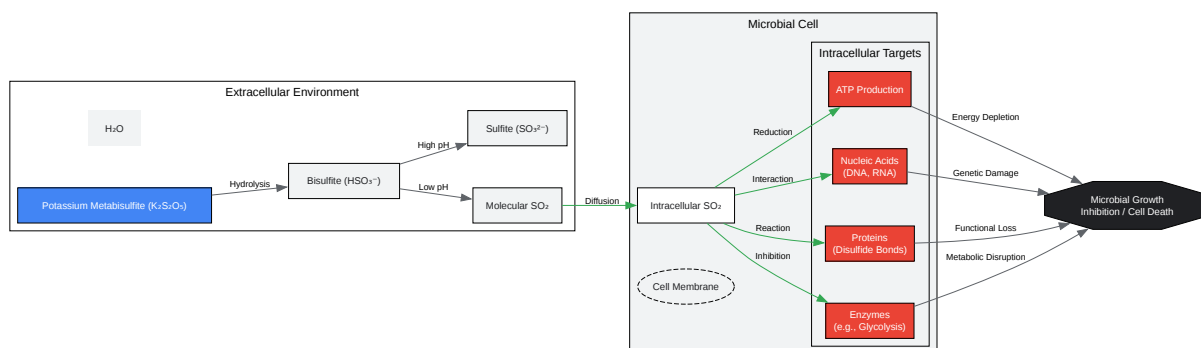 Microbial Cell
Intracellular Targets
Extracellular Environment
H₂O
Potassium Metabisulfite (K₂S₂O₅)
Hydrolysis
Bisulfite (HSO₃⁻)
High pH
Low pH
Sulfite (SO₃²⁻)
Molecular SO₂
Diffusion
Intracellular SO₂
Cell Membrane
Reduction
Interaction
Reaction
Inhibition
ATP Production
Nucleic Acids
(DNA, RNA)
Proteins
(Disulfide Bonds)
Enzymes
(e.g., Glycolysis)
Energy Depletion
Genetic Damage
Functional Loss
Metabolic Disruption
Microbial Growth
Inhibition / Cell Death